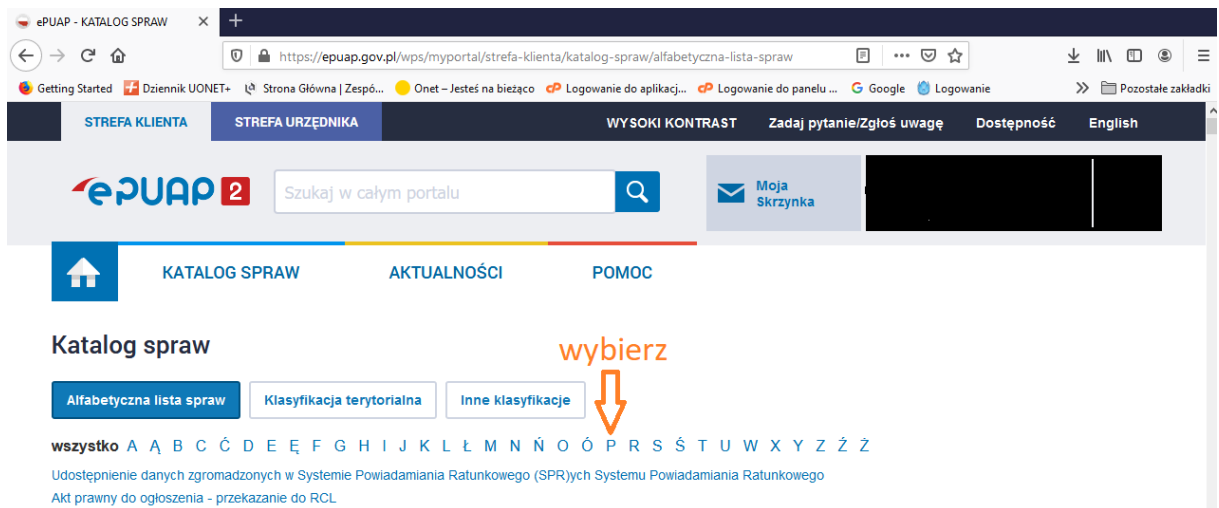 ePUAP - KATALOG SPRAW
https://epuap.gov.pl/wps/myportal/strefa-klienta/katalog-spraw/alfabetyczna-lista-spraw
Getting Started Dziennik UONET+ Strona Główna | Zespó... Onet – Jesteś na bieżąco Logowanie do aplikacj... Logowanie do panelu ... Google Logowanie Pozostałe zakładki
STREFA KLIENTA STREFA URZĘDNIKA WYSOKI KONTRAST Zadaj pytanie/Zgłoś uwagę Dostępność English
ePUAP 2 Szukaj w całym portalu Moja
Skrzynka
KATALOG SPRAW AKTUALNOŚCI POMOC
Katalog spraw
wybierz
Alfabetyczna lista spraw Klasyfikacja terytorialna Inne klasyfikacje
wszystko A Ą B C Ć D E Ę F G H I J K L Ł M N Ń O Ó P R S Ś T U W X Y Z Ź Ż
Udostępnienie danych zgromadzonych w Systemie Powiadamiania Ratunkowego (SPR)ych Systemu Powiadamiania Ratunkowego
Akt prawny do ogłoszenia - przekazanie do RCL